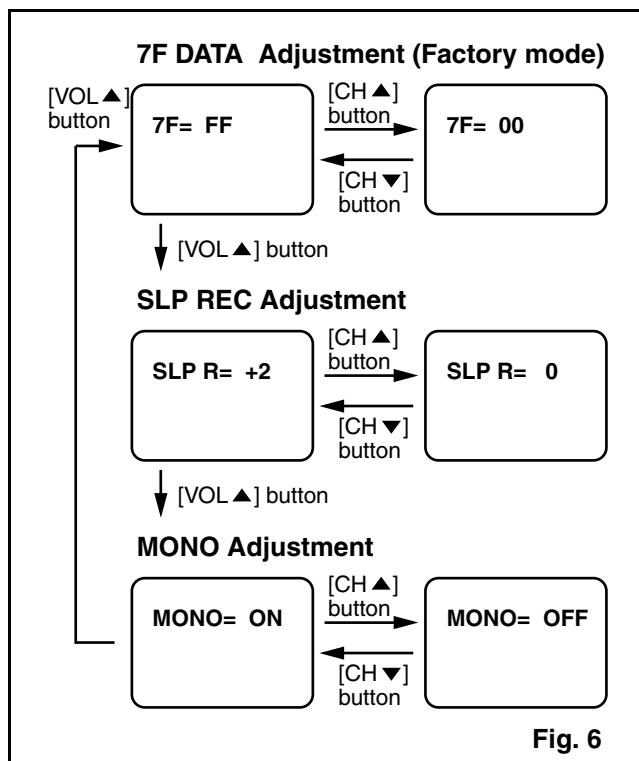 7F DATA Adjustment (Factory mode)
[VOL ▲]
button
7F= FF
[CH ▲]
button
[CH ▼]
button
7F= 00
[VOL ▲] button
SLP REC Adjustment
SLP R= +2
[CH ▲]
button
[CH ▼]
button
SLP R= 0
[VOL ▲] button
MONO Adjustment
MONO= ON
[CH ▲]
button
[CH ▼]
button
MONO= OFF
Fig. 6